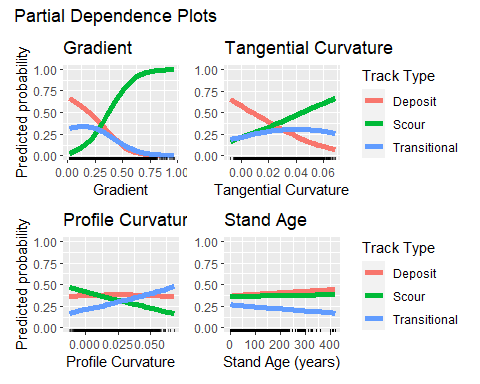 Partial Dependence Plots
Gradient
Tangential Curvature
Predicted probability
1.00
0.75
0.50
0.25
0.00
0.00 0.25 0.50 0.75 1.00
Gradient
1.00
0.75
0.50
0.25
0.00
0.00 0.02 0.04 0.06
Tangential Curvature
Track Type
Deposit
Scour
Transitional
Profile Curvatur
Stand Age
Predicted probability
1.00
0.75
0.50
0.25
0.00
0.000 0.025 0.050
Profile Curvature
1.00
0.75
0.50
0.25
0.00
0 100 200 300 400
Stand Age (years)
Track Type
Deposit
Scour
Transitional